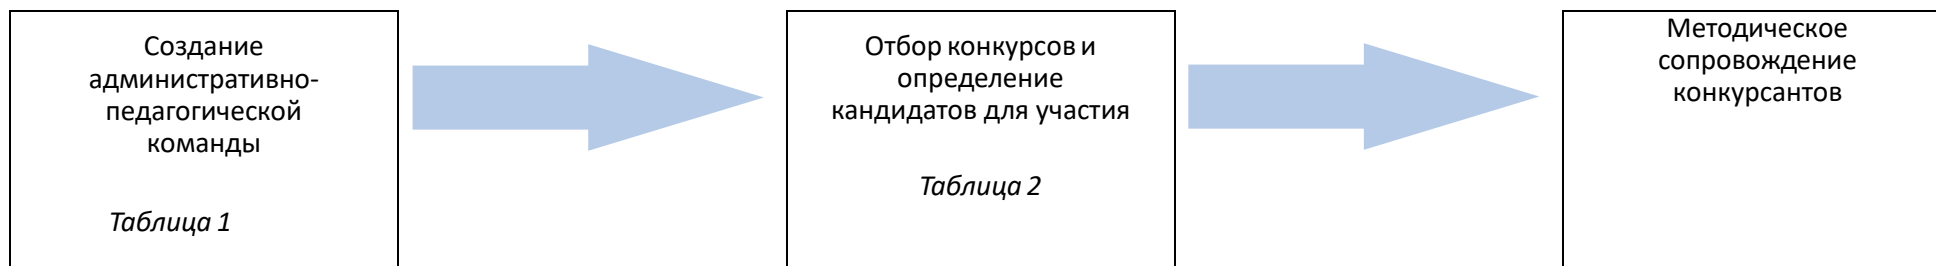 Создание
административно-
педагогической
команды
Таблица 1
Отбор конкурсов и
определение
кандидатов для участия
Таблица 2
Методическое
сопровождение
конкурсантов